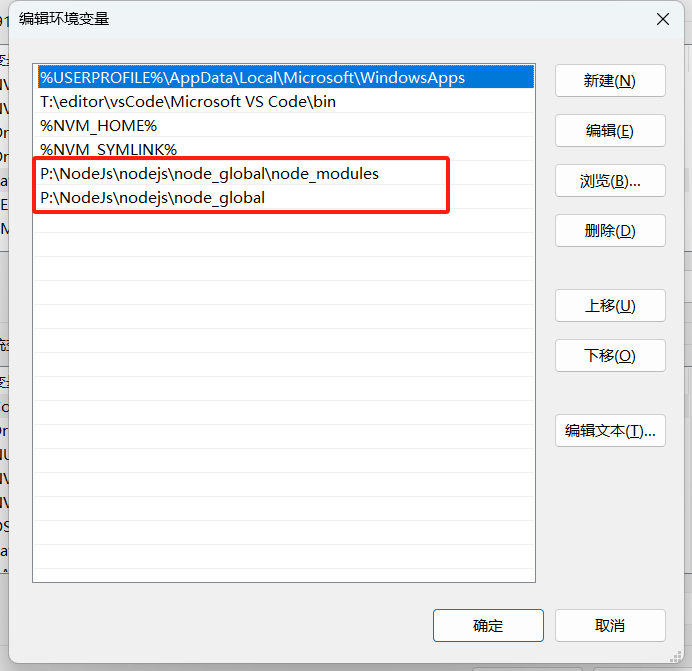 编辑环境变量
%USERPROFILE%\AppData\Local\Microsoft\WindowsApps
T:\editor\vsCode\Microsoft VS Code\bin
%NVM_HOME%
%NVM_SYMLINK%
P:\NodeJs\nodejs\node_global\node_modules
P:\NodeJs\nodejs\node_global
新建(N)
编辑(E)
浏览(B)...
删除(D)
上移(U)
下移(O)
编辑文本(T)...
确定
取消